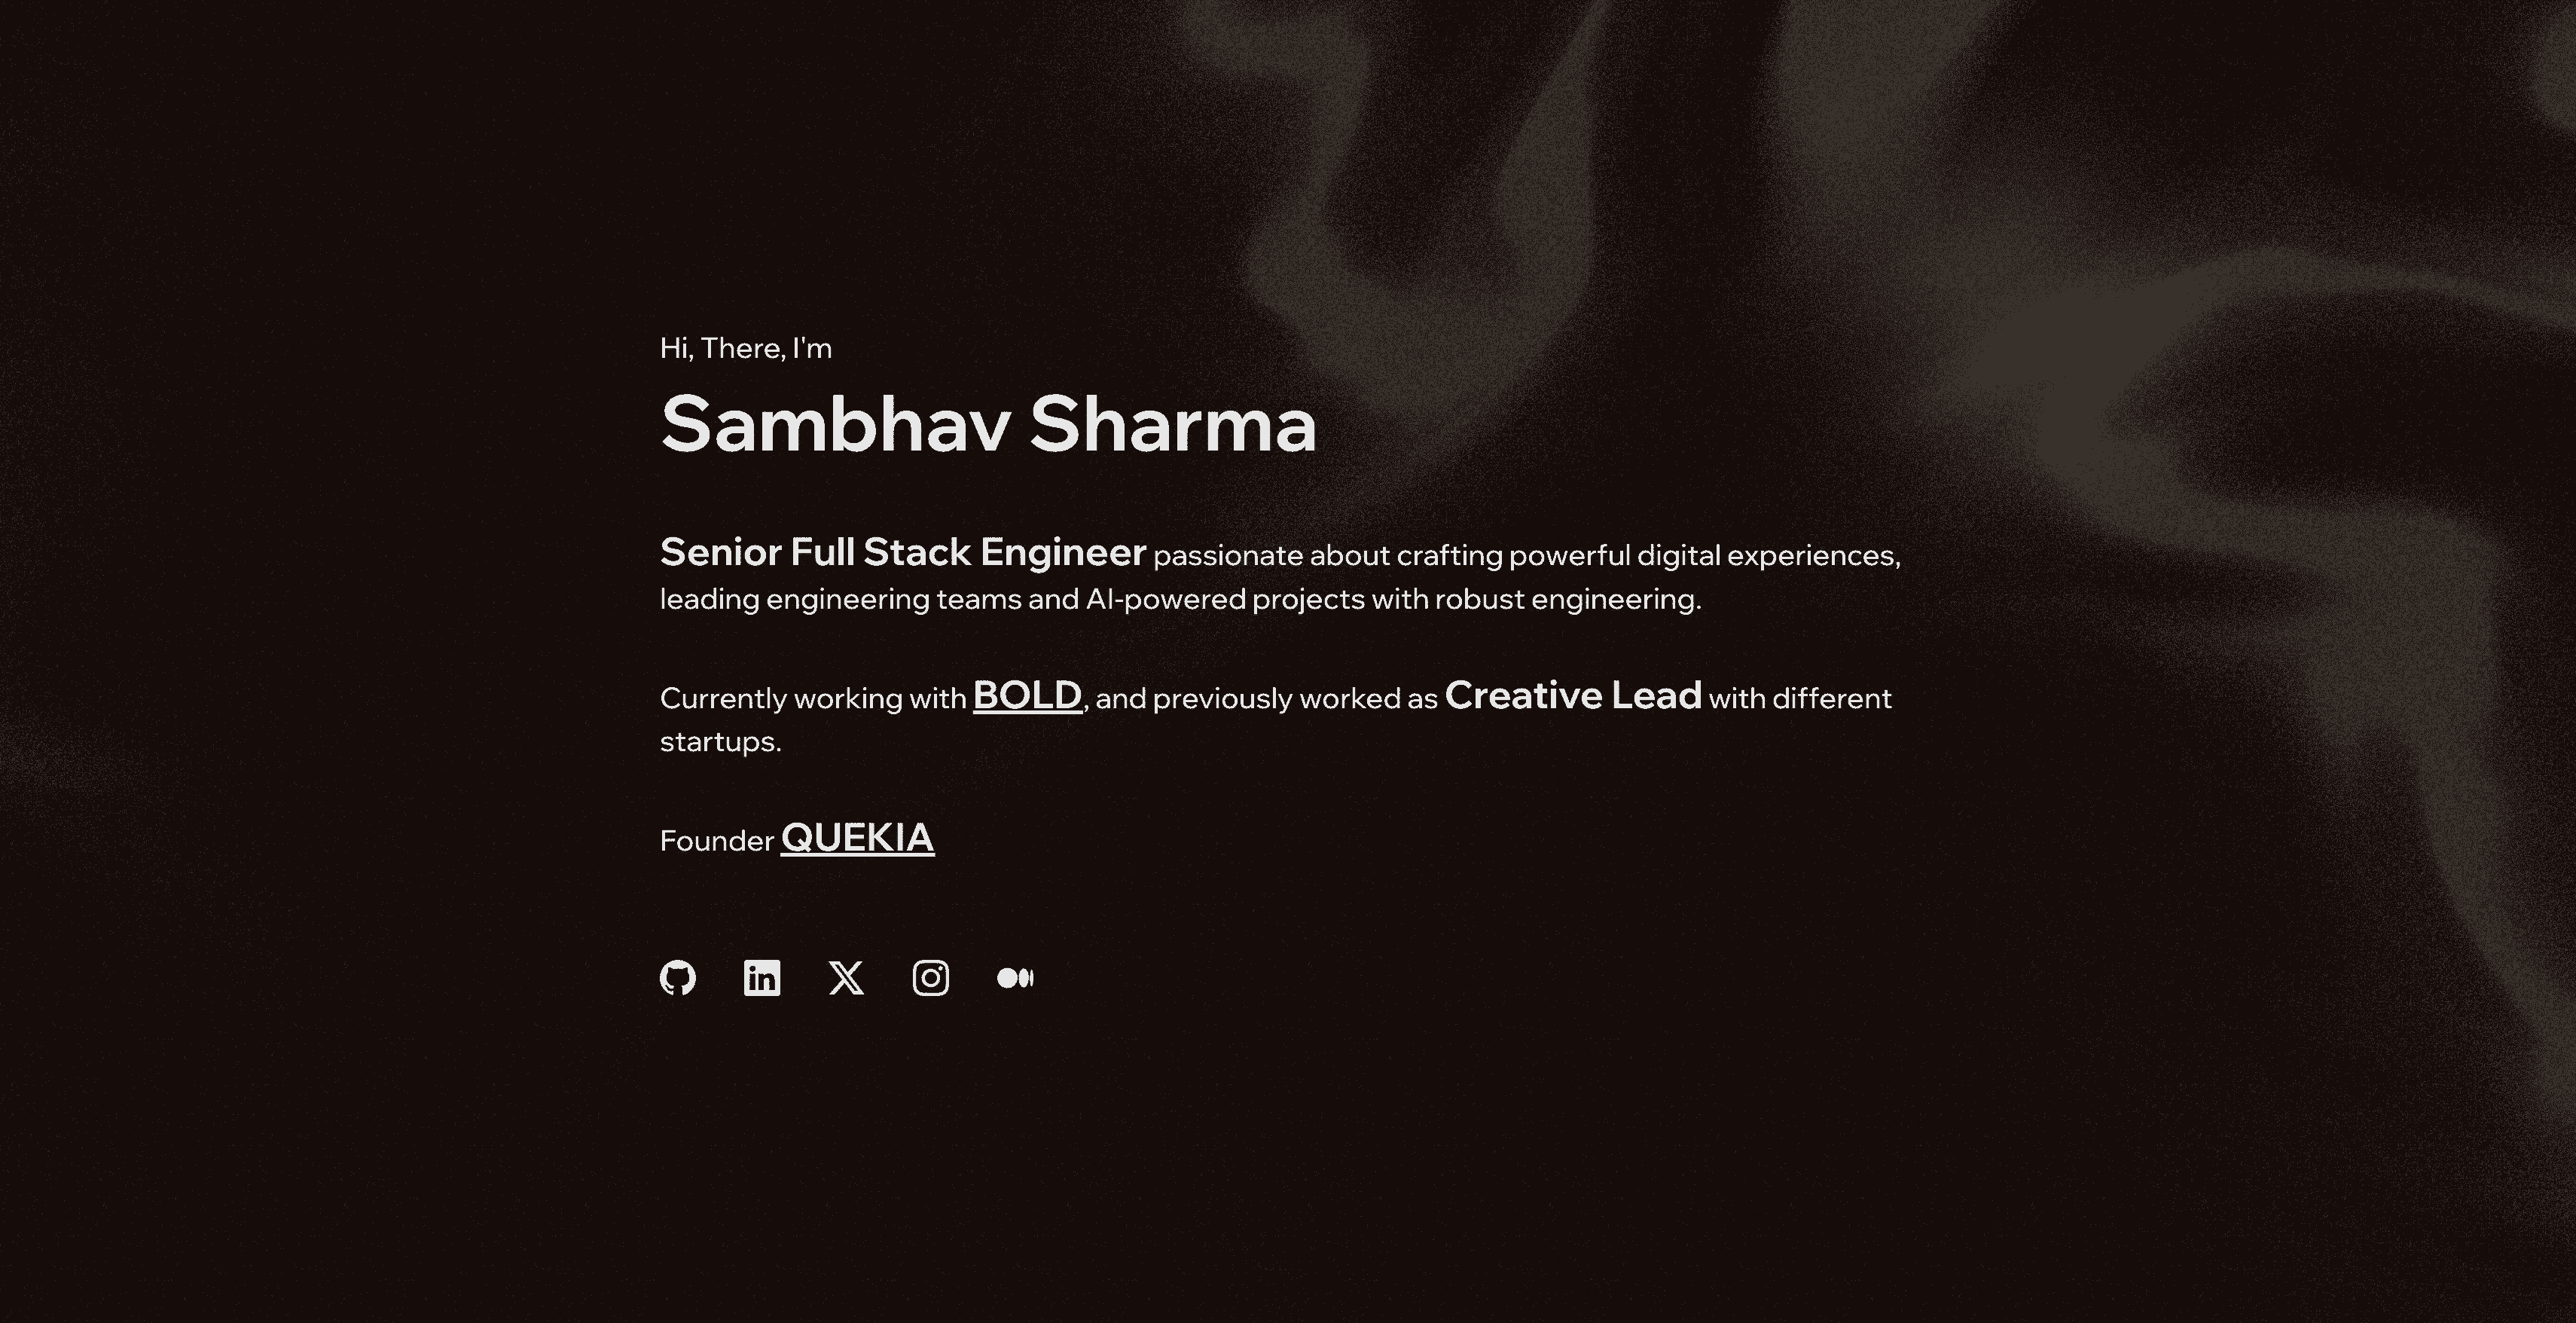 Hi, There, I'm
Sambhav Sharma
Senior Full Stack Engineer passionate about crafting powerful digital experiences,
leading engineering teams and AI-powered projects with robust engineering.
Currently working with BOLD, and previously worked as Creative Lead with different
startups.
Founder QUEKIA